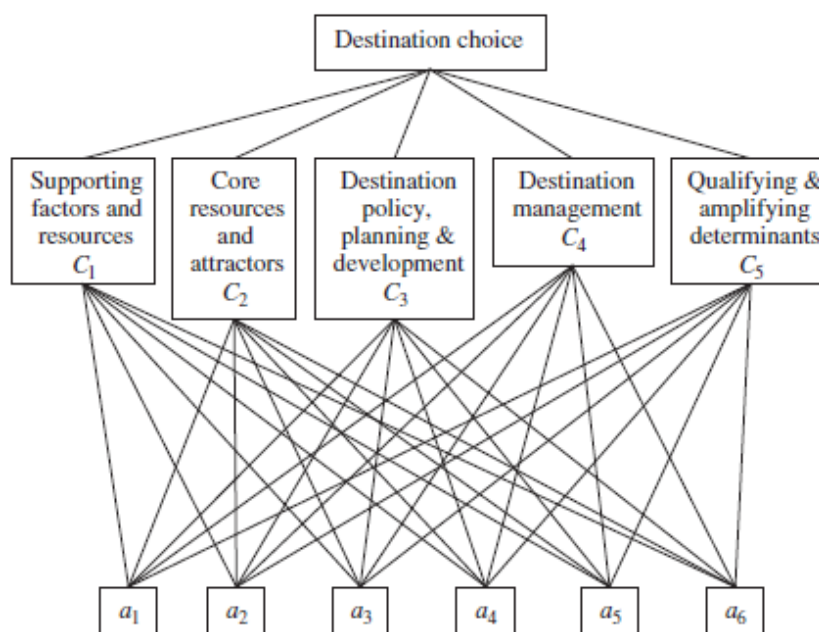 Destination choice
Supporting
factors and
resources
C₁
Core
resources
and
attractors
C₂
Destination
policy,
planning &
development
C₃
Destination
management
C₄
Qualifying &
amplifying
determinants
C₅
a₁
a₂
a₃
a₄
a₅
a₆